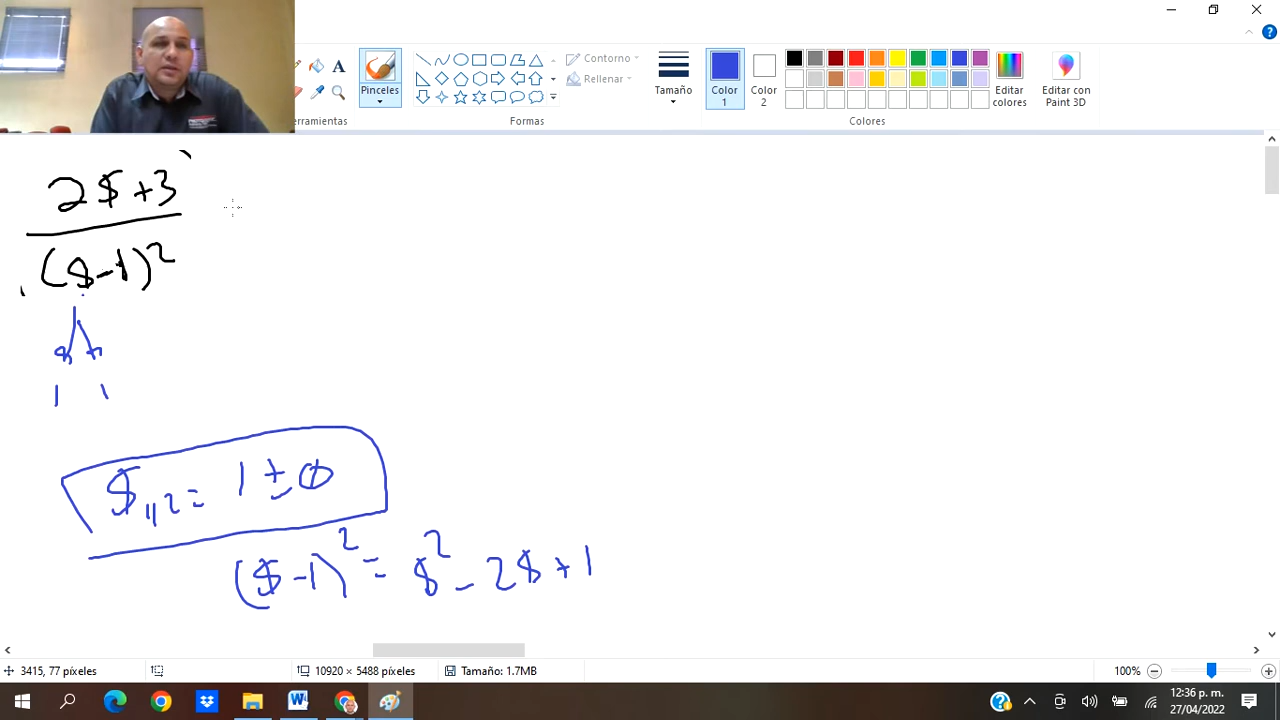 Pinceles
Tamaño
Color 1
Color 2
Contorno
Rellenar
Editar colores
Editar con Paint 3D
erramientas
Formas
Colores
2$+3
($-1)²
$₁,₂= 1±0
($-1)² = $² - 2$ + 1
3415, 77 píxeles
10920 × 5488 píxeles
Tamaño: 1.7MB
100%
12:36 p. m.
27/04/2022